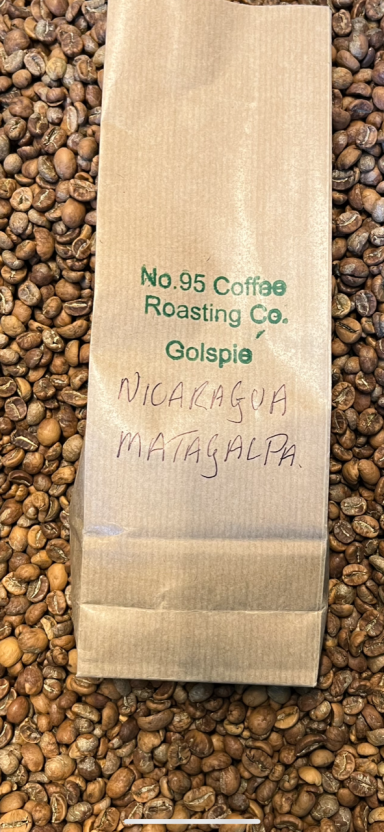 No.95 Coffee
Roasting Co.
Golspie
NICARAGUA
MATAGALPA.